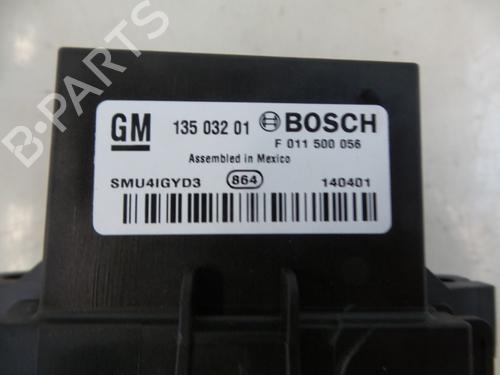 GM 135 032 01 BOSCH
F 011 500 056
Assembled in Mexico
SMU4IGYD3 864 140401
B-PARTS